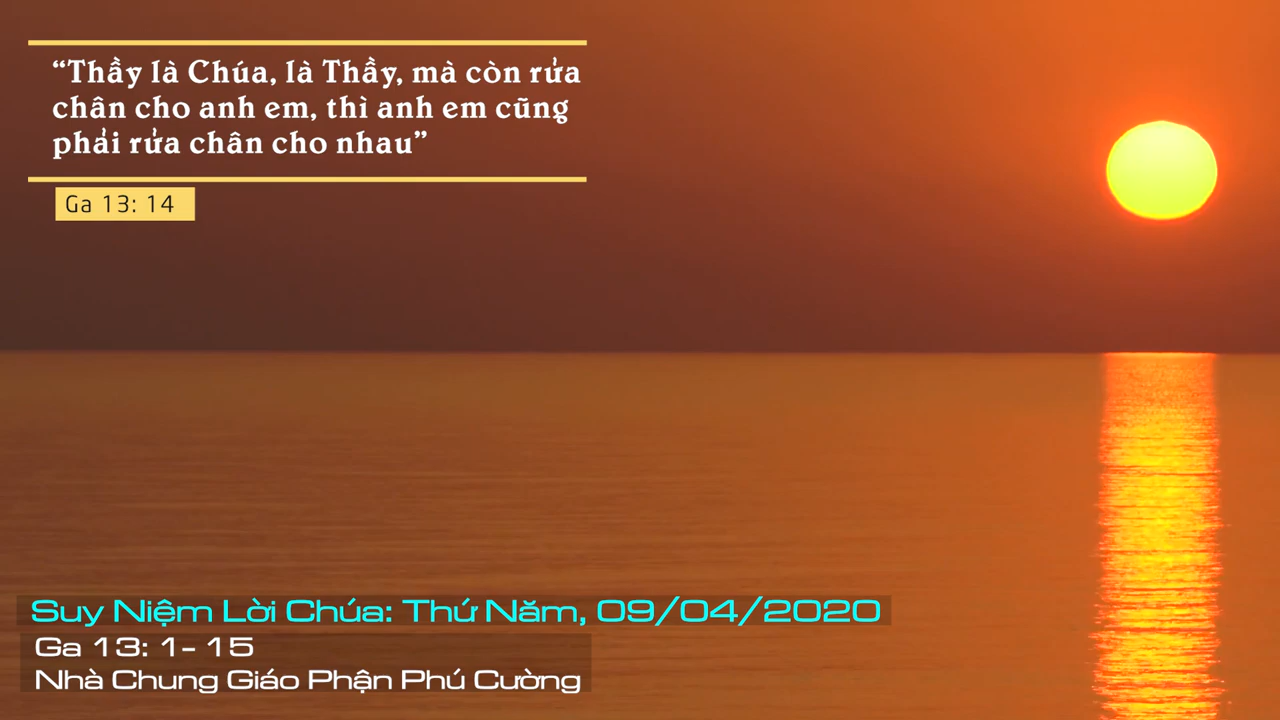 “Thầy là Chúa, là Thầy, mà còn rửa
chân cho anh em, thì anh em cũng
phải rửa chân cho nhau”
Ga 13: 14
Suy Niệm Lời Chúa: Thứ Năm, 09/04/2020
Ga 13: 1- 15
Nhà Chung Giáo Phận Phú Cường